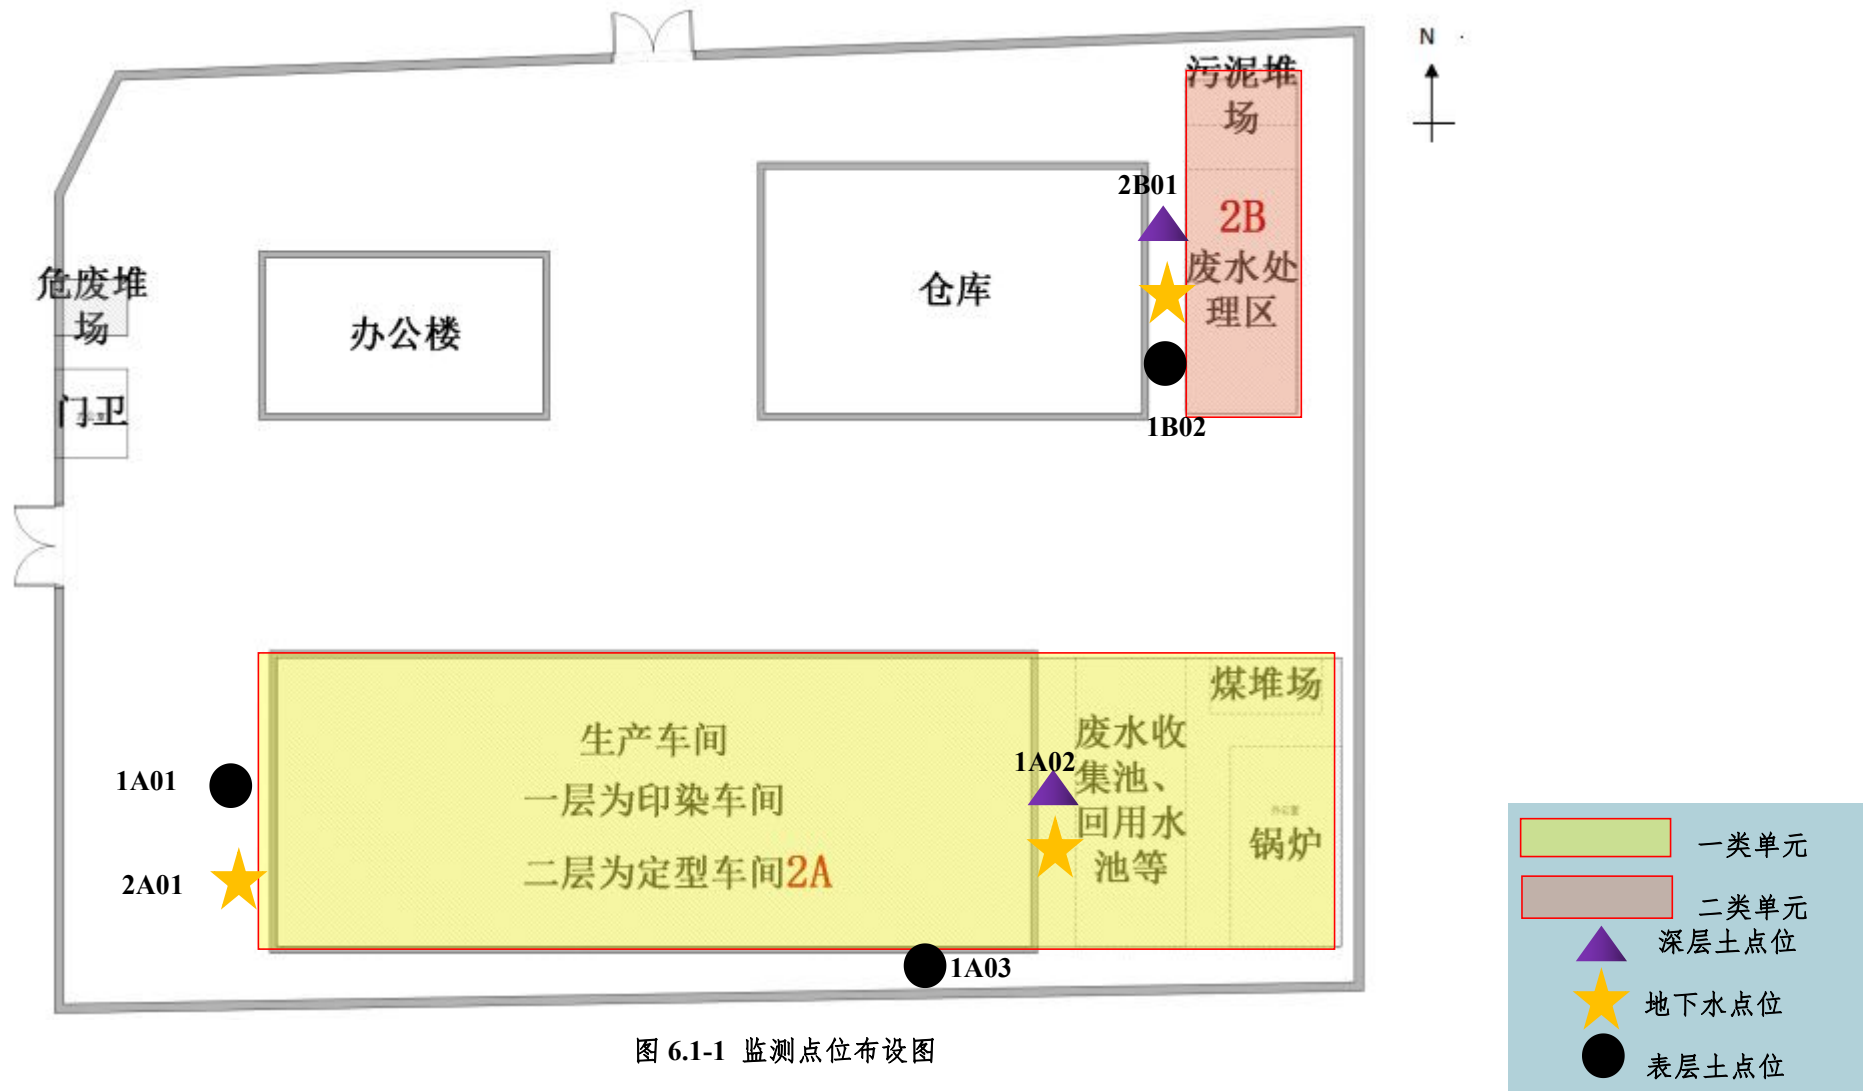 N
污泥堆
场
2B01
2B
废水处
理区
危废堆
场
办公楼
仓库
门卫
1B02
煤堆场
生产车间
废水收
集池、
回用水
池等
1A02
1A01
一层为印染车间
办公室
锅炉
二层为定型车间2A
2A01
1A03
一类单元
二类单元
深层土点位
地下水点位
表层土点位
图 6.1-1 监测点位布设图